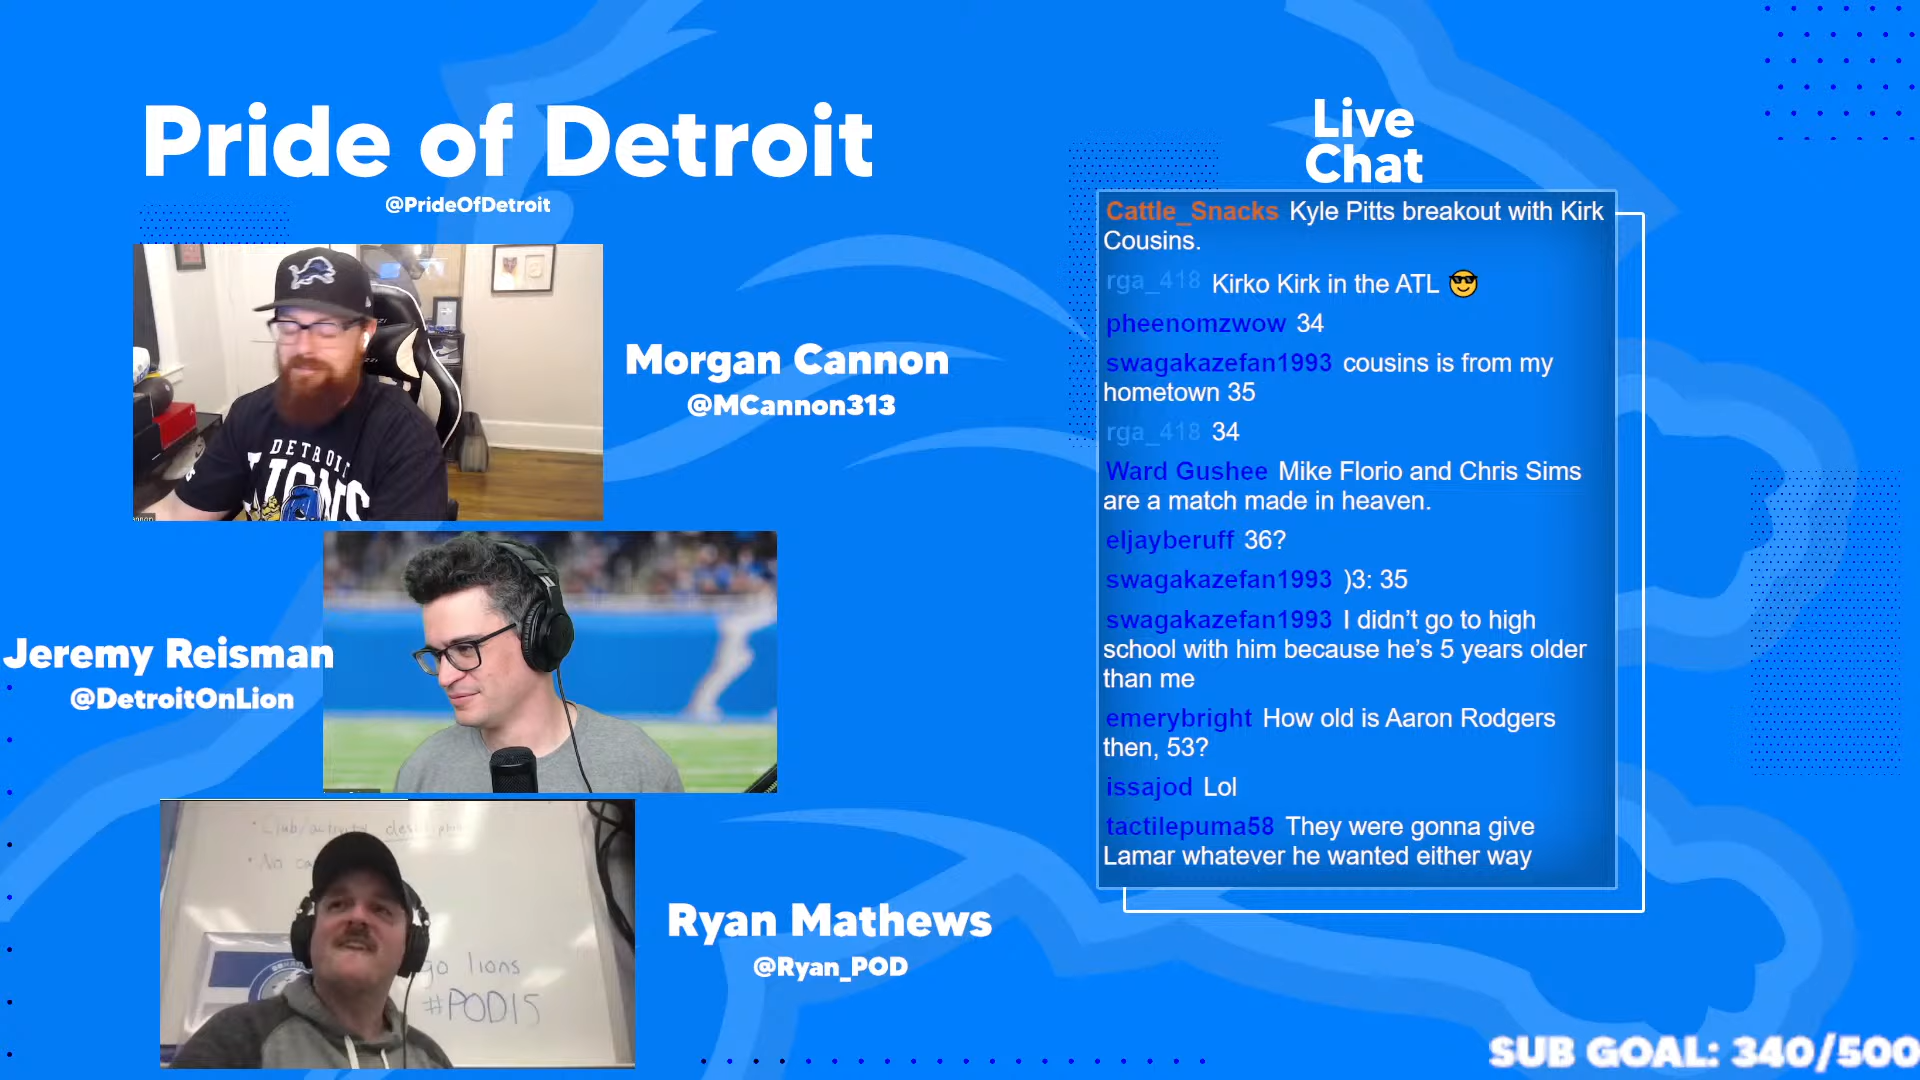 Pride of Detroit
@PrideOfDetroit
Live
Chat
Morgan Cannon
@MCannon313
DETROIT
LIONS
Jeremy Reisman
@DetroitOnLion
Ryan Mathews
@Ryan_POD
go lions
#POD15
Cattle_Snacks Kyle Pitts breakout with Kirk
Cousins.
rga_418 Kirko Kirk in the ATL 😎
pheenomzwow 34
swagakazefan1993 cousins is from my
hometown 35
rga_418 34
Ward Gushee Mike Florio and Chris Sims
are a match made in heaven.
eljayberuff 36?
swagakazefan1993 )3: 35
swagakazefan1993 I didn’t go to high
school with him because he’s 5 years older
than me
emerybright How old is Aaron Rodgers
then, 53?
issajod Lol
tactilepuma58 They were gonna give
Lamar whatever he wanted either way
SUB GOAL: 340/500